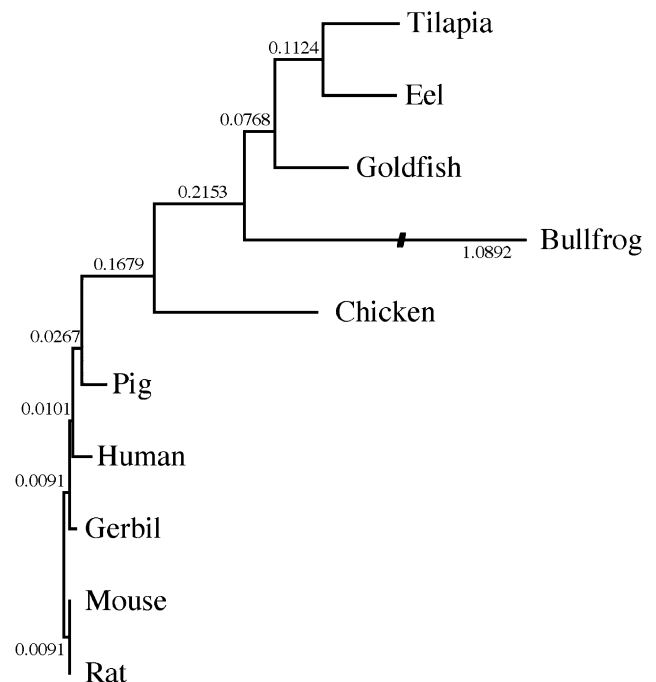 Tilapia
0.1124
Eel
0.0768
Goldfish
0.2153
Bullfrog
1.0892
0.1679
Chicken
0.0267
Pig
0.0101
Human
0.0091
Gerbil
Mouse
0.0091
Rat